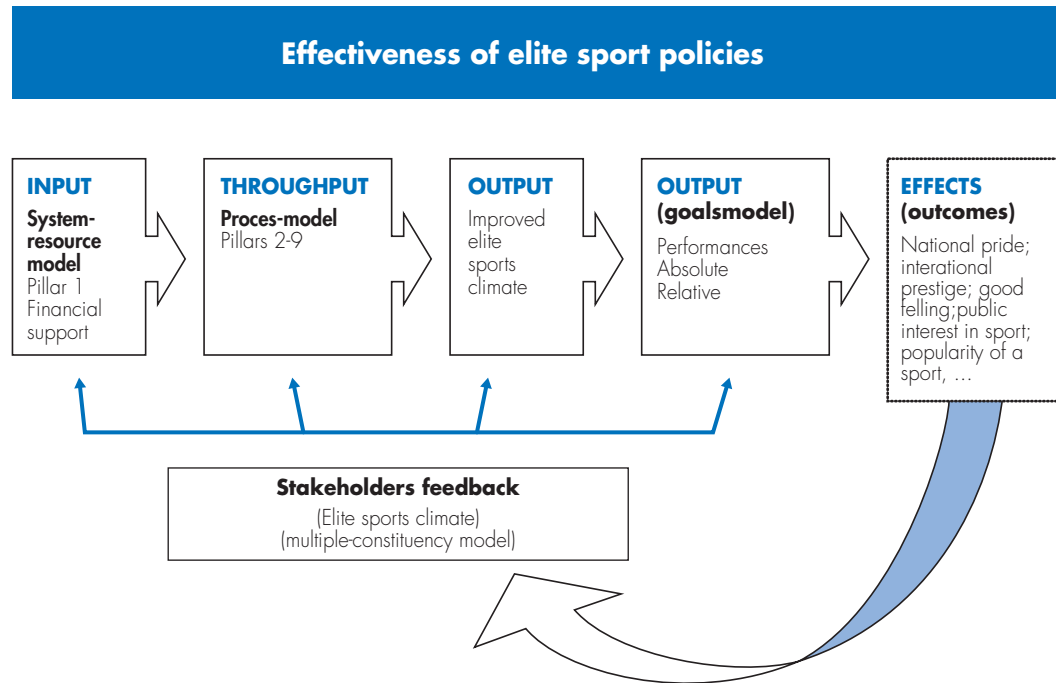 Effectiveness of elite sport policies
INPUT
System-
resource
model
Pillar 1
Financial
support
THROUGHPUT
Proces-model
Pillars 2-9
OUTPUT
Improved
elite
sports
climate
OUTPUT
(goalsmodel)
Performances
Absolute
Relative
EFFECTS
(outcomes)
National pride;
interational
prestige; good
felling;public
interest in sport;
popularity of a
sport, ...
Stakeholders feedback
(Elite sports climate)
(multiple-constituency model)